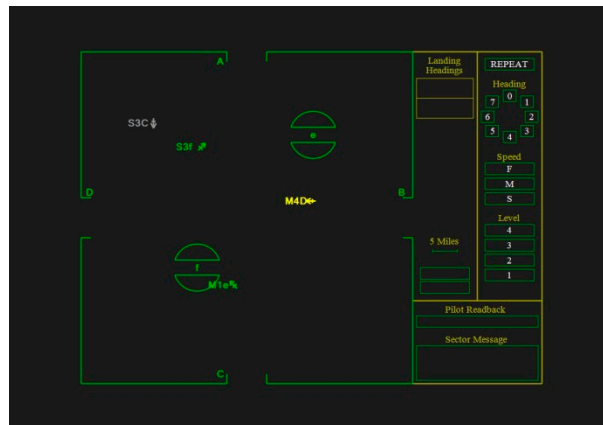 A
S3C
S3f
e
D
B
M4D
f
M1e
C
Landing
Headings
5 Miles
REPEAT
Heading
0
7 1
6 2
5 3
4
Speed
F
M
S
Level
4
3
2
1
Pilot Readback
Sector Message